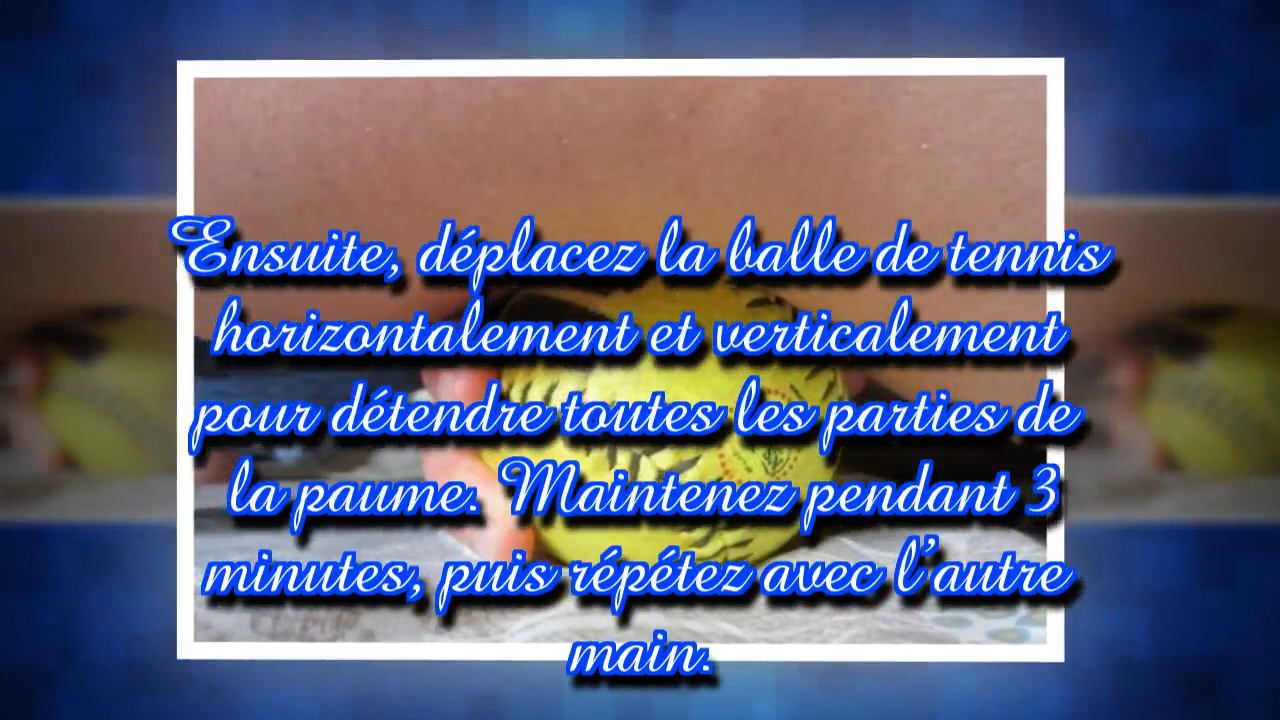 Ensuite, déplacez la balle de tennis
horizontalement et verticalement
pour détendre toutes les parties de
la paume. Maintenez pendant 3
minutes, puis répétez avec l'autre
main.